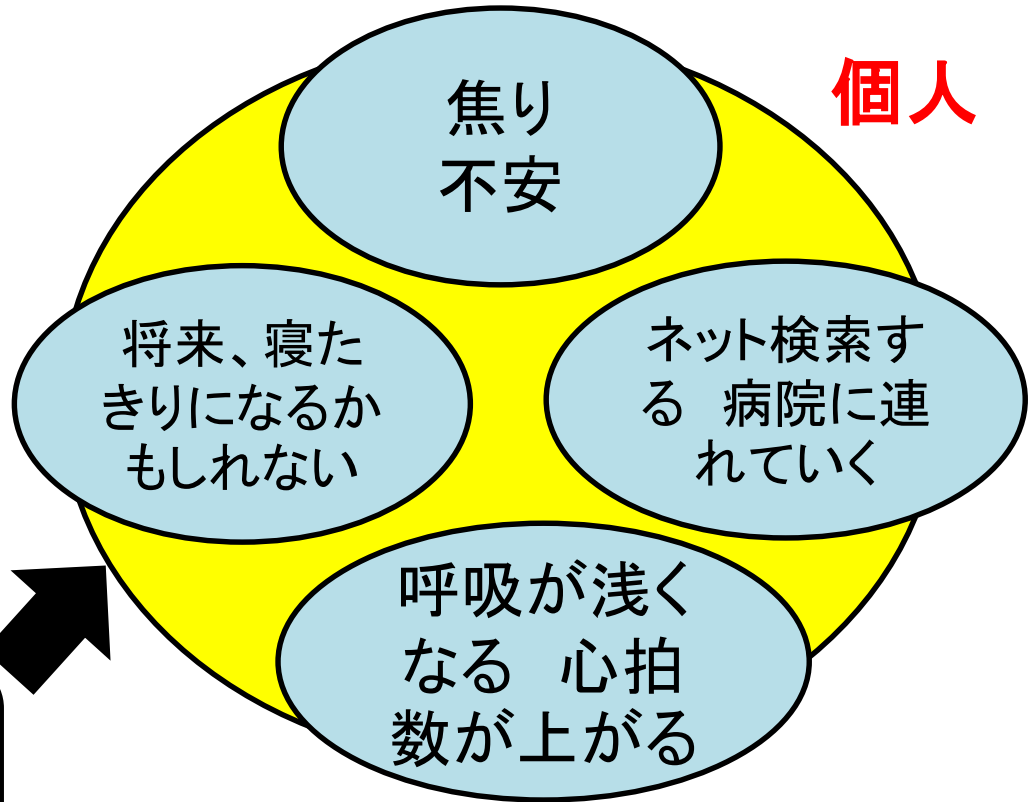 個人
焦り
不安
将来、寝た
きりになるか
もしれない
ネット検索す
る　病院に連
れていく
呼吸が浅く
なる　心拍
数が上がる